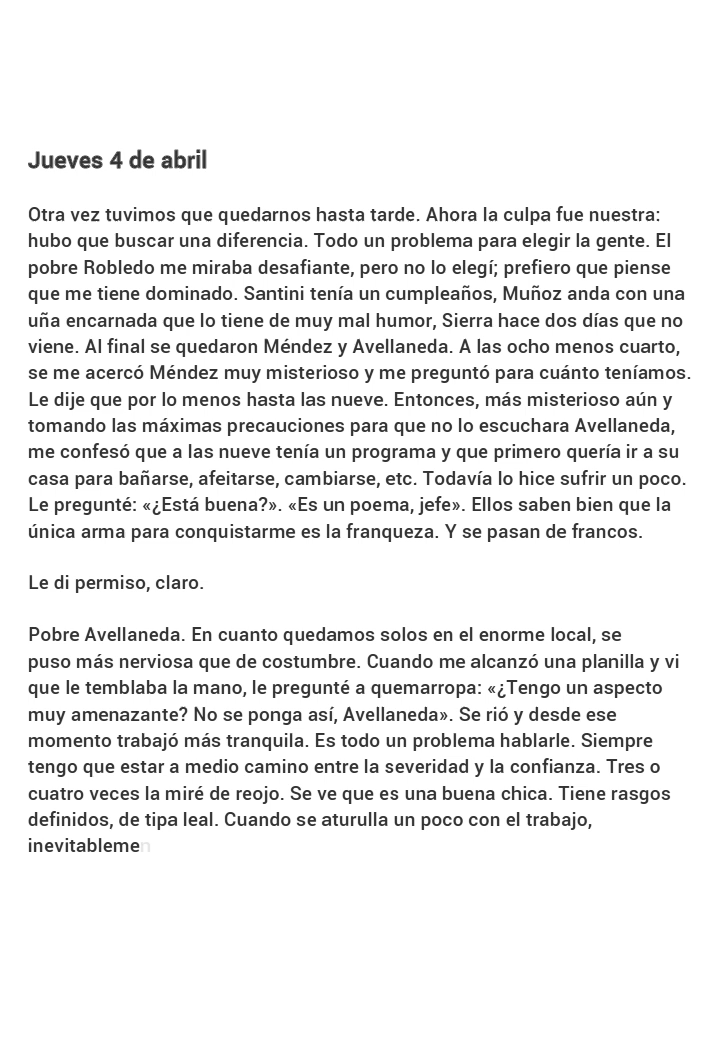 Jueves 4 de abril
Otra vez tuvimos que quedarnos hasta tarde. Ahora la culpa fue nuestra:
hubo que buscar una diferencia. Todo un problema para elegir la gente. El
pobre Robledo me miraba desafiante, pero no lo elegí; prefiero que piense
que me tiene dominado. Santini tenía un cumpleaños, Muñoz anda con una
uña encarnada que lo tiene de muy mal humor, Sierra hace dos días que no
viene. Al final se quedaron Méndez y Avellaneda. A las ocho menos cuarto,
se me acercó Méndez muy misterioso y me preguntó para cuánto teníamos.
Le dije que por lo menos hasta las nueve. Entonces, más misterioso aún y
tomando las máximas precauciones para que no lo escuchara Avellaneda,
me confesó que a las nueve tenía un programa y que primero quería ir a su
casa para bañarse, afeitarse, cambiarse, etc. Todavía lo hice sufrir un poco.
Le pregunté: «¿Está buena?». «Es un poema, jefe». Ellos saben bien que la
única arma para conquistarme es la franqueza. Y se pasan de francos.
Le di permiso, claro.
Pobre Avellaneda. En cuanto quedamos solos en el enorme local, se
puso más nerviosa que de costumbre. Cuando me alcanzó una planilla y vi
que le temblaba la mano, le pregunté a quemarropa: «¿Tengo un aspecto
muy amenazante? No se ponga así, Avellaneda». Se rió y desde ese
momento trabajó más tranquila. Es todo un problema hablarle. Siempre
tengo que estar a medio camino entre la severidad y la confianza. Tres o
cuatro veces la miré de reojo. Se ve que es una buena chica. Tiene rasgos
definidos, de tipa leal. Cuando se aturulla un poco con el trabajo,
inevitablemen